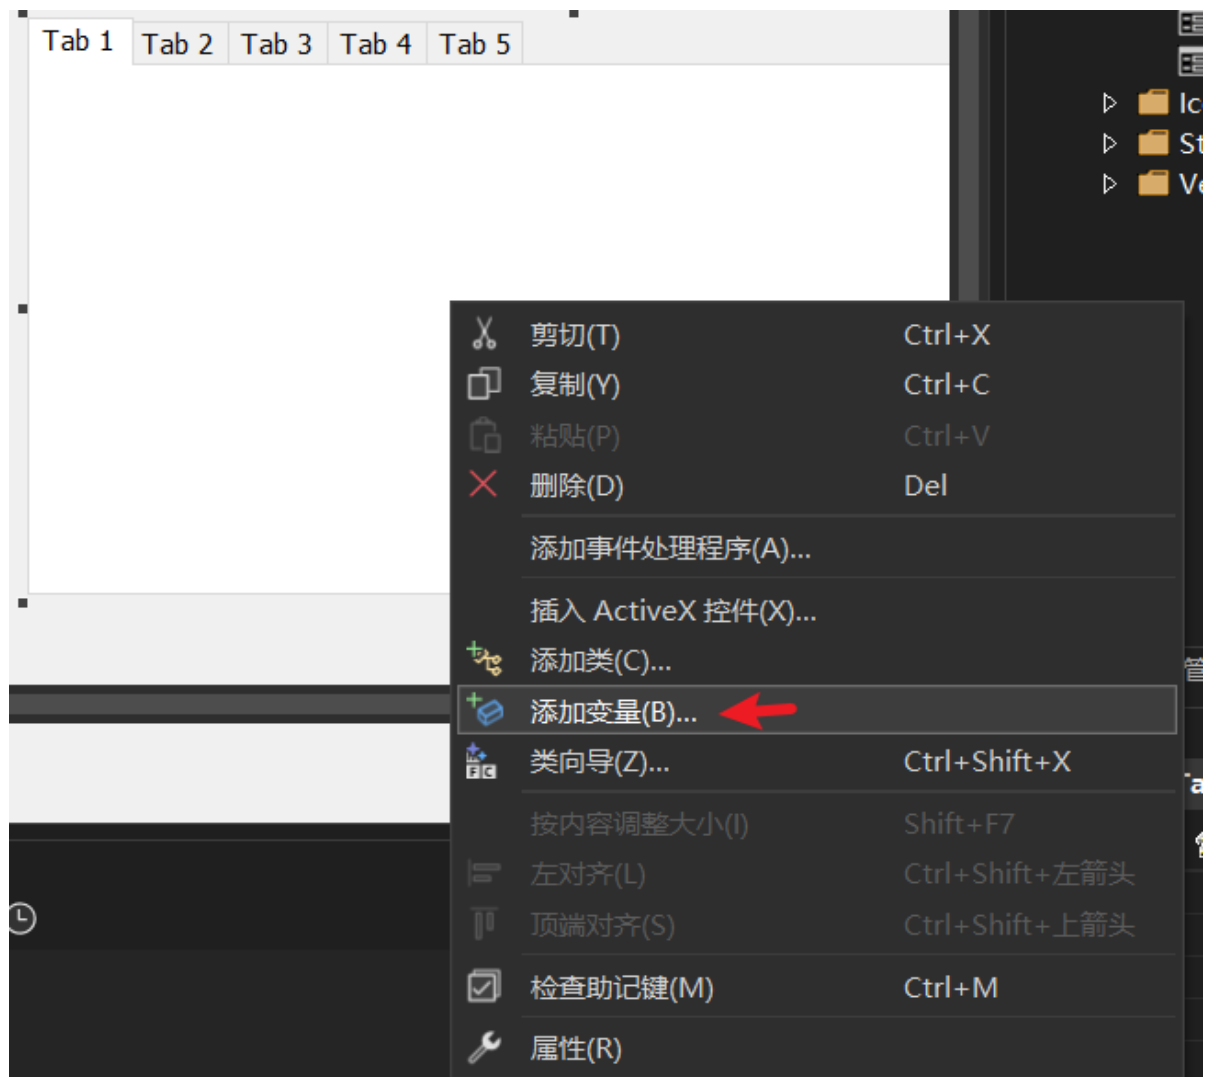 Tab 1 Tab 2 Tab 3 Tab 4 Tab 5
Ic
St
Ve
剪切(T) Ctrl+X
复制(Y) Ctrl+C
粘贴(P) Ctrl+V
删除(D) Del
添加事件处理程序(A)...
插入 ActiveX 控件(X)...
添加类(C)...
管
添加变量(B)...
类向导(Z)... Ctrl+Shift+X
按内容调整大小(I) Shift+F7
左对齐(L) Ctrl+Shift+左箭头
顶端对齐(S) Ctrl+Shift+上箭头
检查助记键(M) Ctrl+M
属性(R)